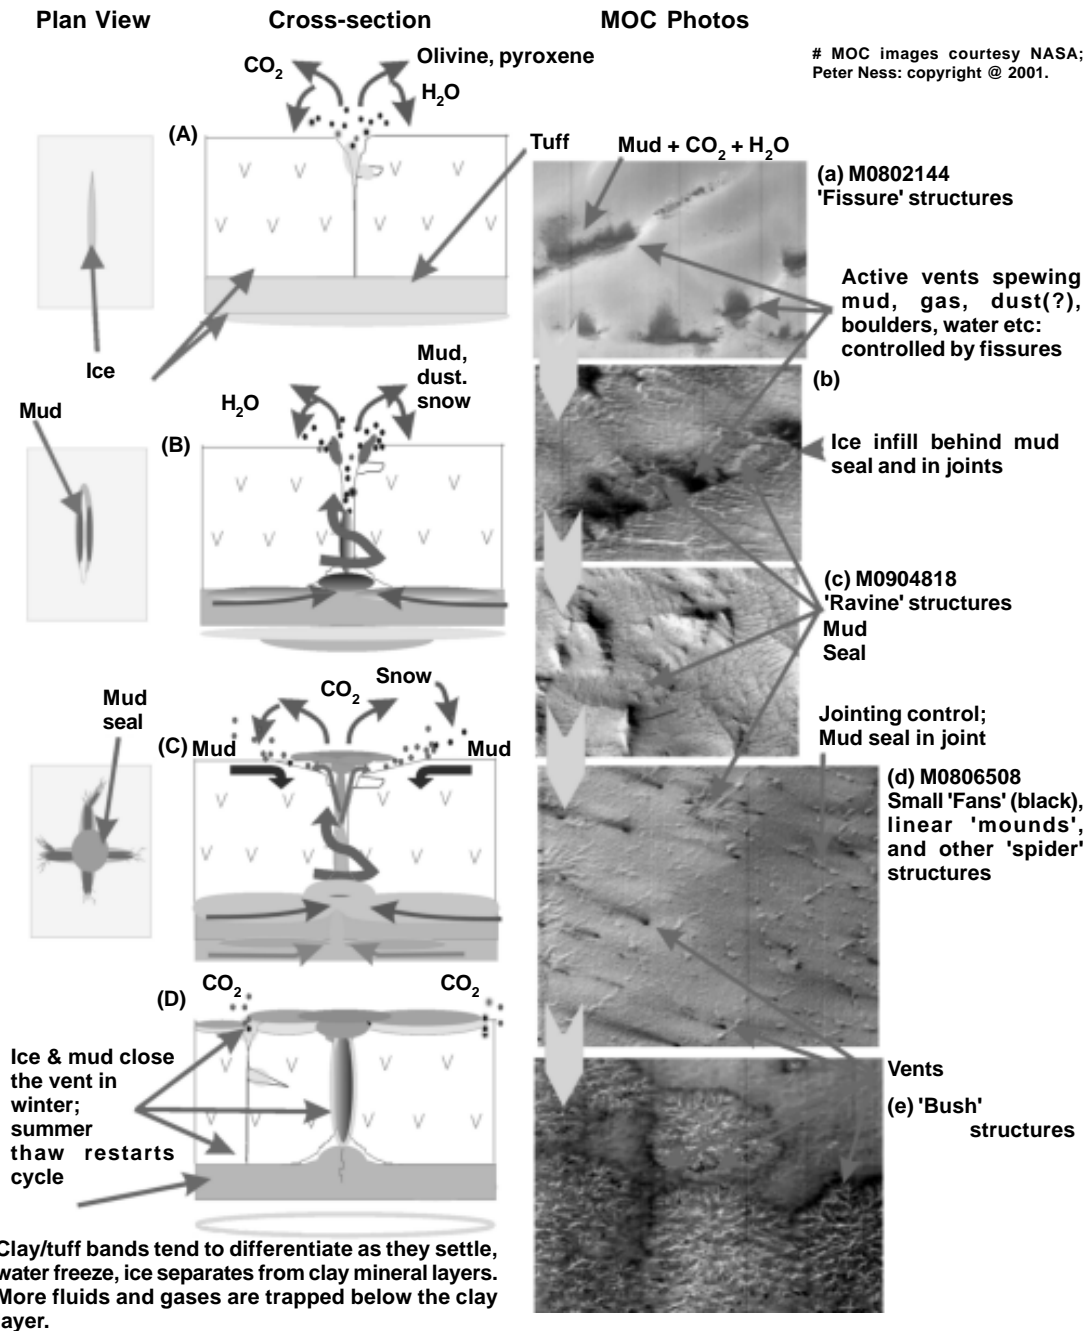 Plan View
Cross-section
MOC Photos
# MOC images courtesy NASA;
Peter Ness: copyright @ 2001.
CO2
Olivine, pyroxene
H2O
(A)
Tuff
Mud + CO2 + H2O
(a) M0802144
'Fissure' structures
Active vents spewing
mud, gas, dust(?),
boulders, water etc:
controlled by fissures
Ice
Mud,
dust.
snow
H2O
Mud
(B)
(b)
Ice infill behind mud
seal and in joints
(c) M0904818
'Ravine' structures
Mud
Seal
Snow
CO2
Mud
seal
(C)
Mud
Mud
Jointing control;
Mud seal in joint
(d) M0806508
Small 'Fans' (black),
linear 'mounds',
and other 'spider'
structures
CO2
CO2
(D)
Ice & mud close
the vent in
winter;
summer
thaw restarts
cycle
Vents
(e) 'Bush'
structures
Clay/tuff bands tend to differentiate as they settle,
water freeze, ice separates from clay mineral layers.
More fluids and gases are trapped below the clay
layer.